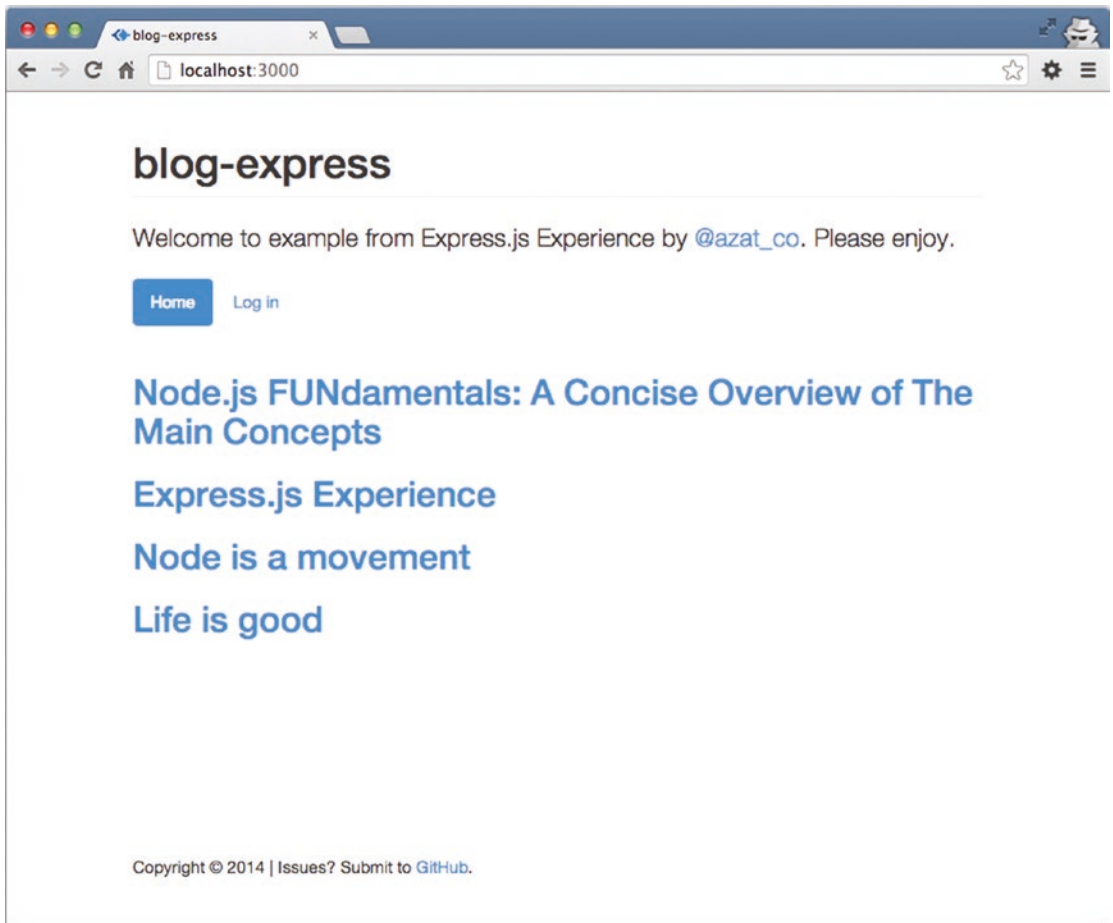 blog-express
localhost:3000
blog-express
Welcome to example from Express.js Experience by @azat_co. Please enjoy.
Home Log in
Node.js FUNdamentals: A Concise Overview of The
Main Concepts
Express.js Experience
Node is a movement
Life is good
Copyright © 2014 | Issues? Submit to GitHub.